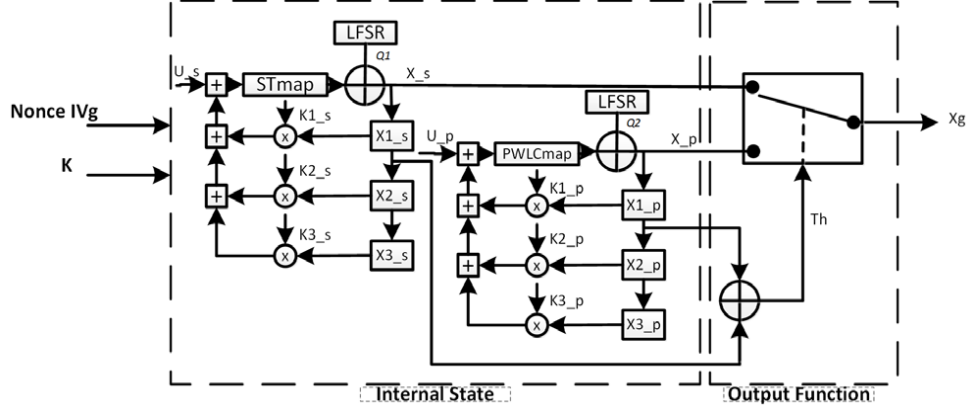 LFSR
Q1
U_s
+
STmap
X_s
Nonce IVg
K
+
K1_s
x
X1_s
K2_s
+
x
X2_s
K3_s
x
X3_s
LFSR
Q2
U_p
+
PWLCmap
X_p
K1_p
+
x
X1_p
K2_p
+
x
X2_p
K3_p
x
X3_p
Xg
Th
Internal State
Output Function